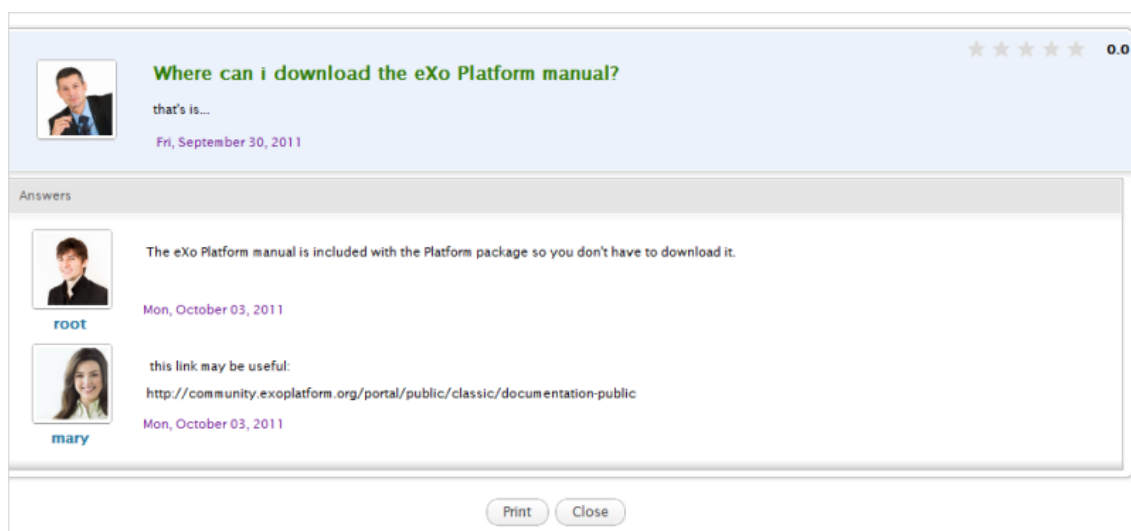 Where can i download the eXo Platform manual?
0.0
that's is...
Fri, September 30, 2011
Answers
The eXo Platform manual is included with the Platform package so you don't have to download it.
Mon, October 03, 2011
root
this link may be useful:
http://community.exoplatform.org/portal/public/classic/documentation-public
Mon, October 03, 2011
mary
Print
Close